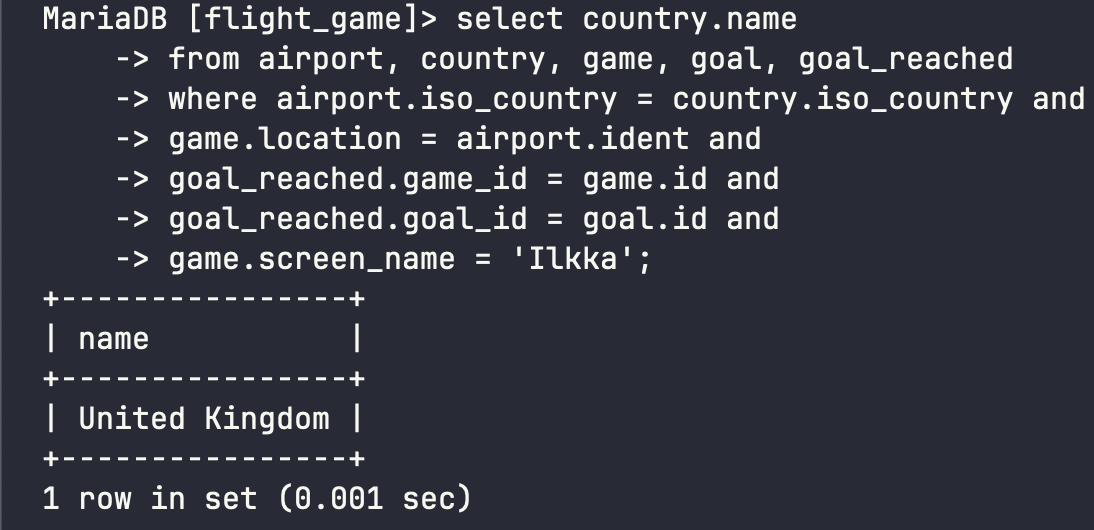 MariaDB [flight_game]> select country.name
    -> from airport, country, game, goal, goal_reached
    -> where airport.iso_country = country.iso_country and
    -> game.location = airport.ident and
    -> goal_reached.game_id = game.id and
    -> goal_reached.goal_id = goal.id and
    -> game.screen_name = 'Ilkka';
+----------------+
| name           |
+----------------+
| United Kingdom |
+----------------+
1 row in set (0.001 sec)